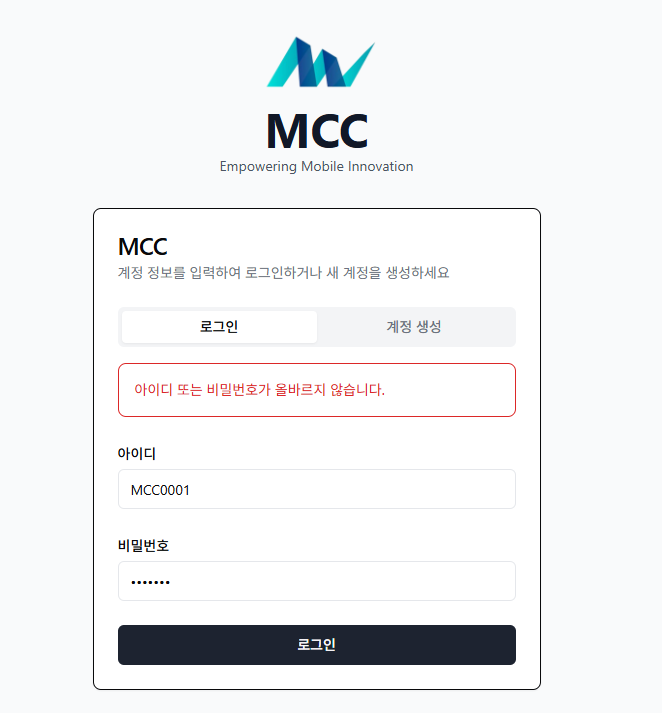 MCC
Empowering Mobile Innovation
MCC
계정 정보를 입력하여 로그인하거나 새 계정을 생성하세요
로그인
계정 생성
아이디 또는 비밀번호가 올바르지 않습니다.
아이디
MCC0001
비밀번호
•••••••
로그인